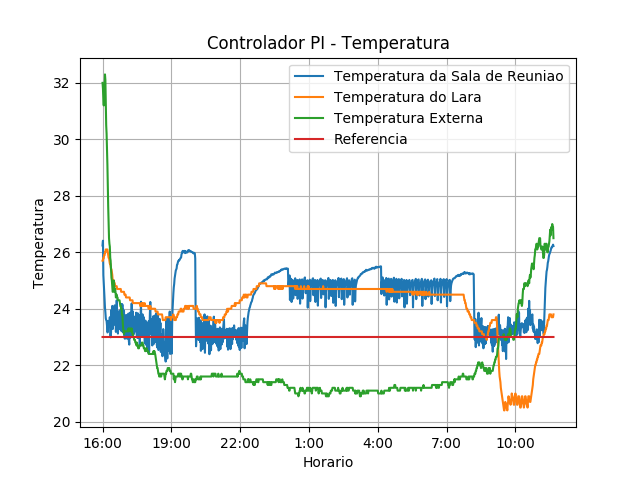 Controlador PI - Temperatura
Temperatura da Sala de Reuniao
Temperatura do Lara
Temperatura Externa
Referencia
Temperatura
32
30
28
26
24
22
20
16:00 19:00 22:00 1:00 4:00 7:00 10:00
Horario